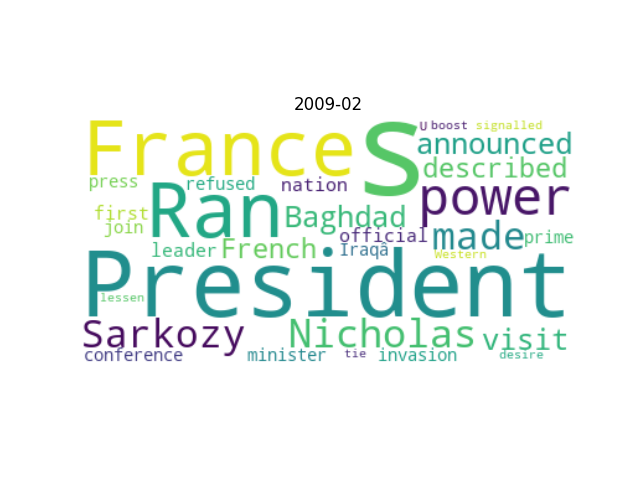 2009-02
France S U boost signalled
announced
press refused nation described
Ran power
first Baghdad
join official made prime
leader French Iraqâ
President Western
lessen
Sarkozy Nicholas visit
conference minister tie invasion desire